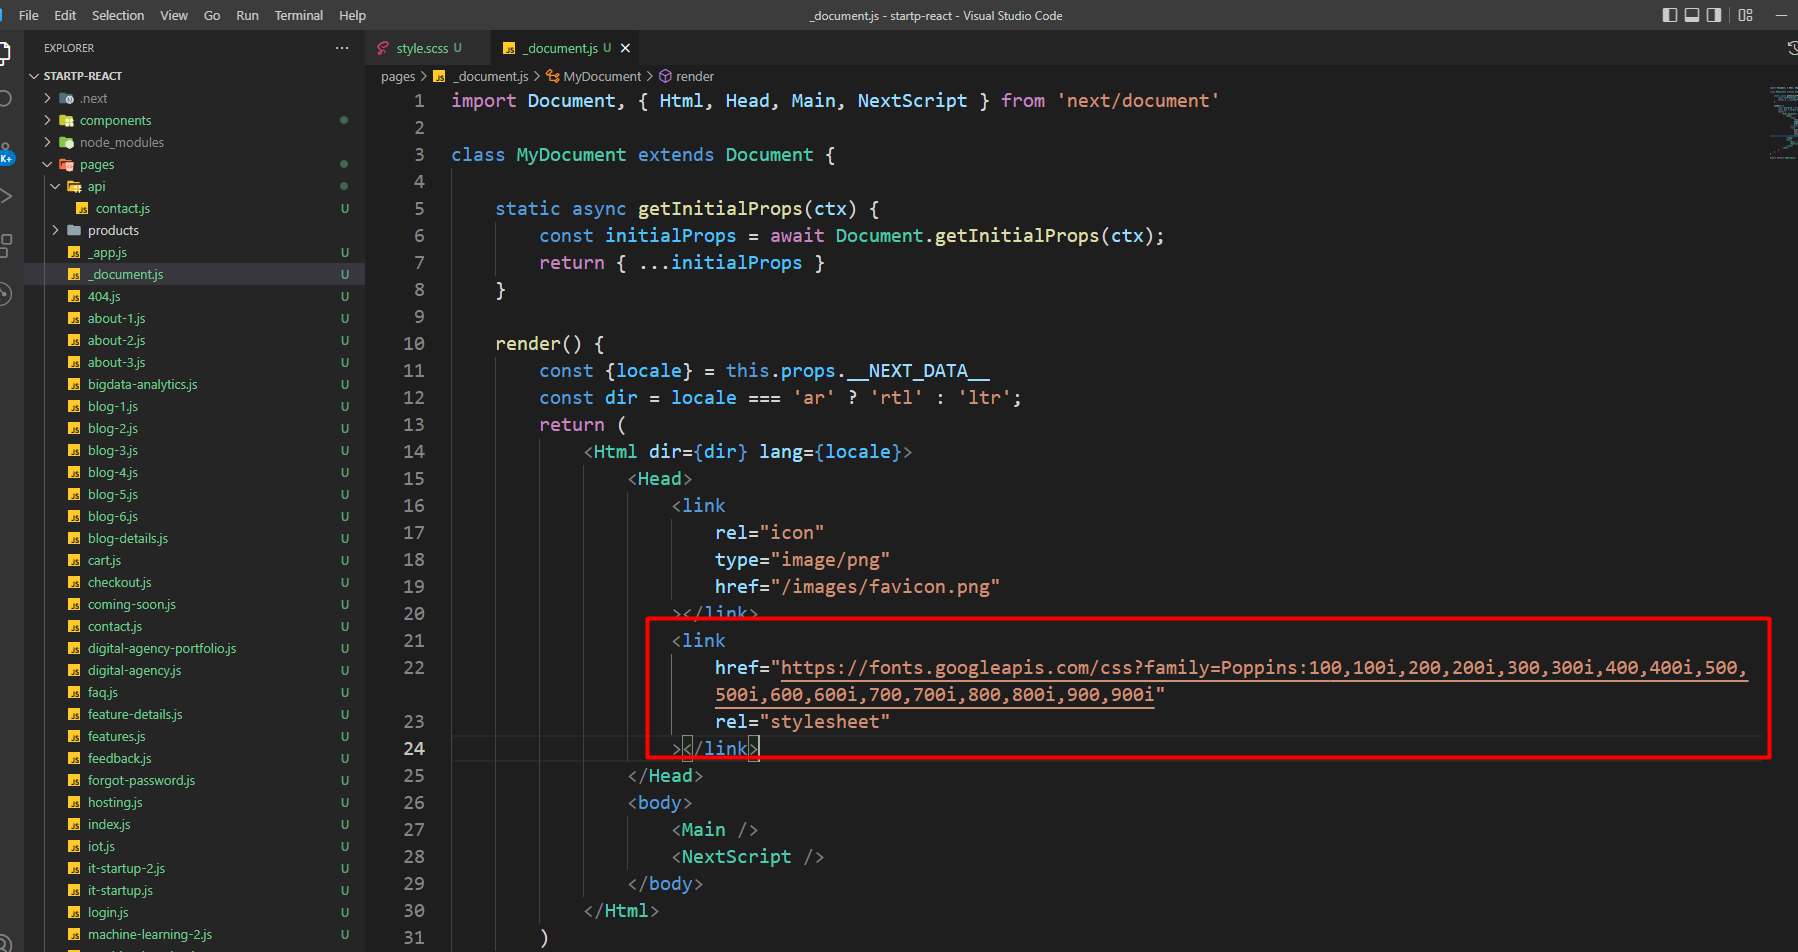 File Edit Selection View Go Run Terminal Help
_document.js - startp-react - Visual Studio Code
EXPLORER
STARTP-REACT
.next
components
node_modules
pages
api
contact.js U
products
_app.js U
_document.js U
404.js U
about-1.js U
about-2.js U
about-3.js U
bigdata-analytics.js U
blog-1.js U
blog-2.js U
blog-3.js U
blog-4.js U
blog-5.js U
blog-6.js U
blog-details.js U
cart.js U
checkout.js U
coming-soon.js U
contact.js U
digital-agency-portfolio.js U
digital-agency.js U
faq.js U
feature-details.js U
features.js U
feedback.js U
forgot-password.js U
hosting.js U
index.js U
iot.js U
it-startup-2.js U
it-startup.js U
login.js U
machine-learning-2.js U
style.scss U
_document.js U
pages > _document.js > MyDocument > render
1 import Document, { Html, Head, Main, NextScript } from 'next/document'
2
3 class MyDocument extends Document {
4
5 static async getInitialProps(ctx) {
6 const initialProps = await Document.getInitialProps(ctx);
7 return { ...initialProps }
8 }
9
10 render() {
11 const {locale} = this.props.__NEXT_DATA__
12 const dir = locale === 'ar' ? 'rtl' : 'ltr';
13 return (
14 <Html dir={dir} lang={locale}>
15 <Head>
16 <link
17 rel="icon"
18 type="image/png"
19 href="/images/favicon.png"
20 ></link>
21 <link
22 href="https://fonts.googleapis.com/css?family=Poppins:100,100i,200,200i,300,300i,400,400i,500,
500i,600,600i,700,700i,800,800i,900,900i"
23 rel="stylesheet"
24 ></link>
25 </Head>
26 <body>
27 <Main />
28 <NextScript />
29 </body>
30 </Html>
31 )